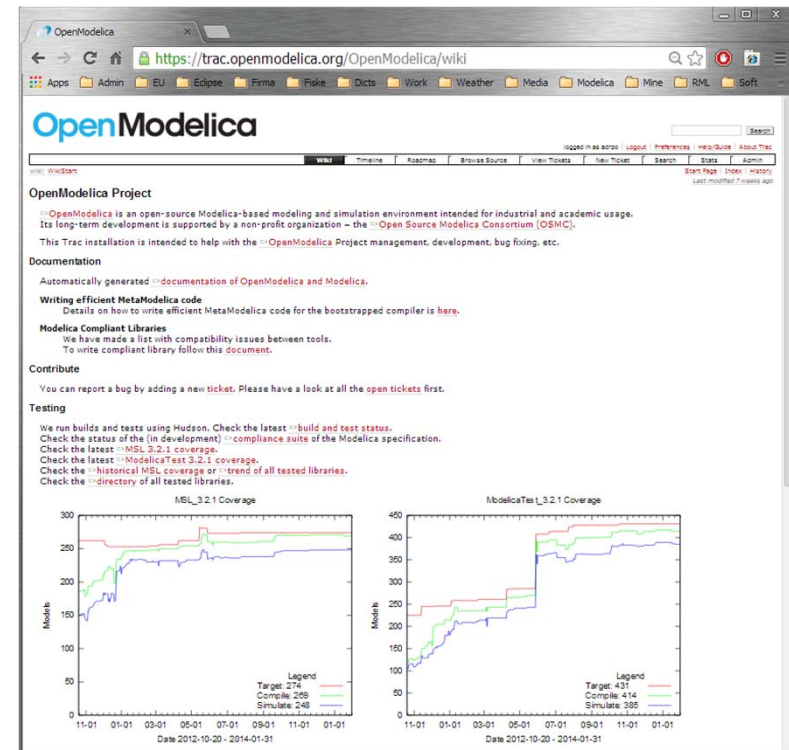 OpenModelica
https://trac.openmodelica.org/OpenModelica/wiki
Apps Admin EU Eclipse Firma Fiske Dicts Work Weather Media Modelica Mine RML Soft »
OpenModelica
Search
logged in as adrpo Logout Preferences Help/Guide About Trac
Wiki Timeline Roadmap Browse Source View Tickets New Ticket Search Stats Admin
wiki: WikiStart
Start Page Index History
Last modified 7 weeks ago
OpenModelica Project
OpenModelica is an open-source Modelica-based modeling and simulation environment intended for industrial and academic usage.
Its long-term development is supported by a non-profit organization – the Open Source Modelica Consortium (OSMC).
This Trac installation is intended to help with the OpenModelica Project management, development, bug fixing, etc.
Documentation
Automatically generated documentation of OpenModelica and Modelica.
Writing efficient MetaModelica code
Details on how to write efficient MetaModelica code for the bootstrapped compiler is here.
Modelica Compliant Libraries
We have made a list with compatibility issues between tools.
To write compliant library follow this document.
Contribute
You can report a bug by adding a new ticket. Please have a look at all the open tickets first.
Testing
We run builds and tests using Hudson. Check the latest build and test status.
Check the status of the (in development) compliance suite of the Modelica specification.
Check the latest MSL 3.2.1 coverage.
Check the latest ModelicaTest 3.2.1 coverage.
Check the historical MSL coverage or trend of all tested libraries.
Check the directory of all tested libraries.
MSL_3.2.1 Coverage
300
250
200
150
100
50
0
Models
Legend
Target: 274
Compile: 269
Simulate: 248
11-01 01-01 03-01 05-01 07-01 09-01 11-01 01-01
Date 2012-10-20 - 2014-01-31
ModelicaTest_3.2.1 Coverage
450
400
350
300
250
200
150
100
50
0
Models
Legend
Target: 431
Compile: 414
Simulate: 385
11-01 01-01 03-01 05-01 07-01 09-01 11-01 01-01
Date 2012-10-20 - 2014-01-31